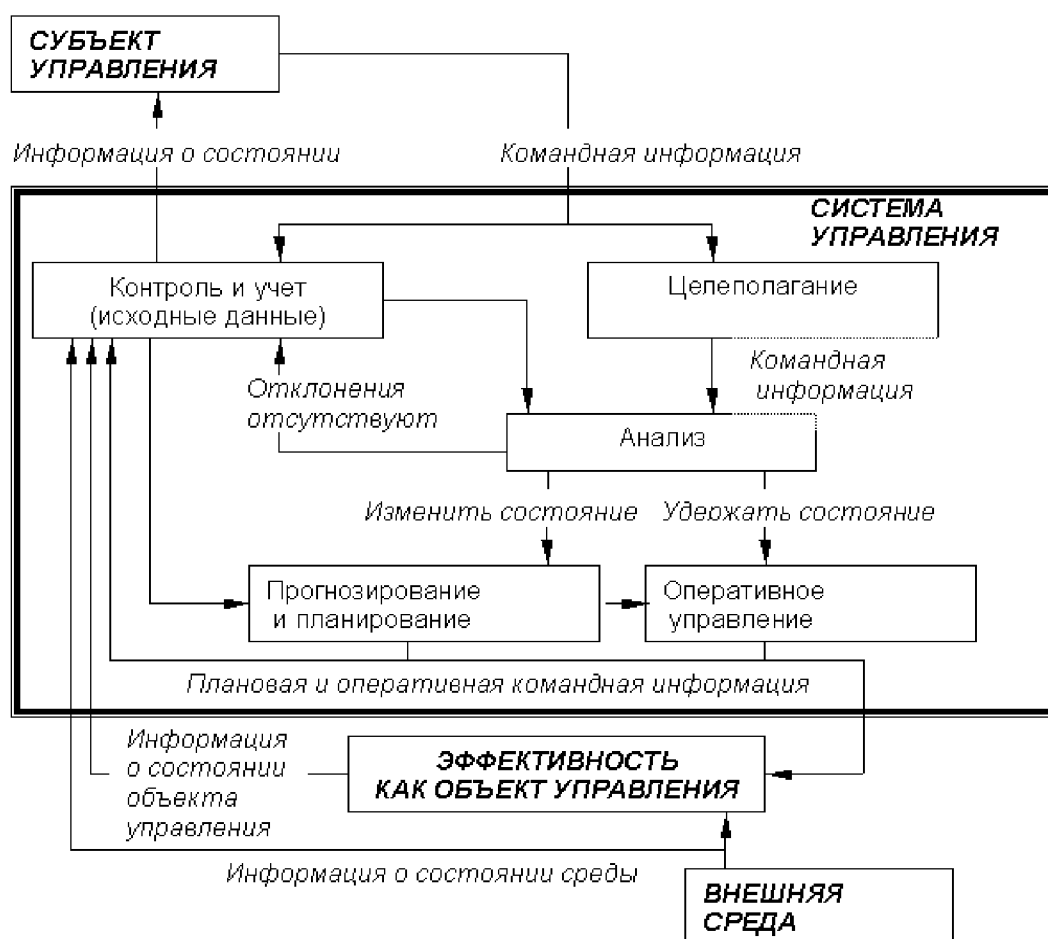 СУБЪЕКТ
УПРАВЛЕНИЯ
Информация о состоянии
Командная информация
СИСТЕМА
УПРАВЛЕНИЯ
Контроль и учет
(исходные данные)
Целеполагание
Командная
информация
Отклонения
отсутствуют
Анализ
Изменить состояние
Удержать состояние
Прогнозирование
и планирование
Оперативное
управление
Плановая и оперативная командная информация
Информация
о состоянии
объекта
управления
ЭФФЕКТИВНОСТЬ
КАК ОБЪЕКТ УПРАВЛЕНИЯ
Информация о состоянии среды
ВНЕШНЯЯ
СРЕДА